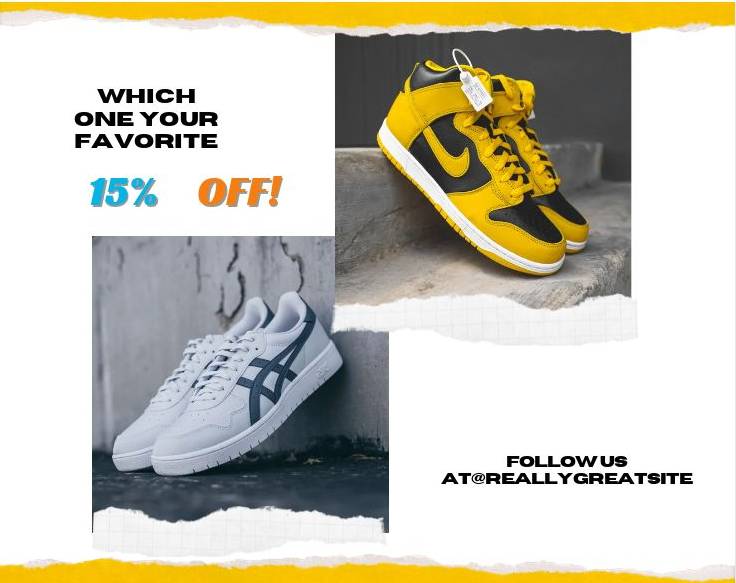 WHICH
ONE YOUR
FAVORITE
15% OFF!
FOLLOW US
AT@REALLYGREATSITE